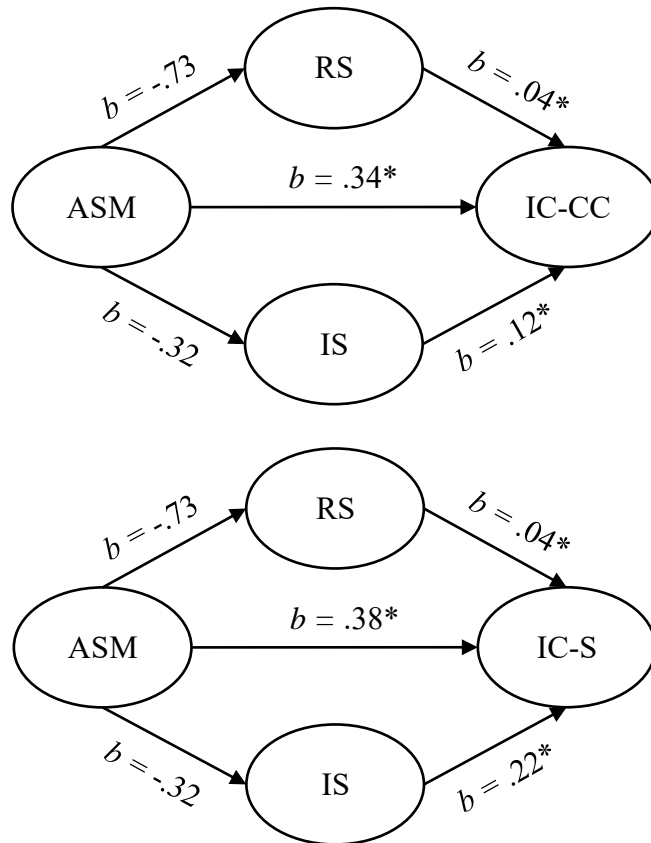 RS
b = -.73
b = .04*
b = .34*
ASM
IC-CC
b = -.32
b = .12*
IS
RS
b = -.73
b = .04*
b = .38*
ASM
IC-S
b = -.32
b = .22*
IS